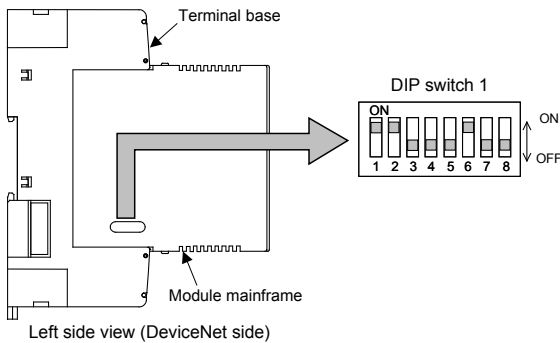 Terminal base
DIP switch 1
ON
ON
OFF
1 2 3 4 5 6 7 8
Module mainframe
Left side view (DeviceNet side)